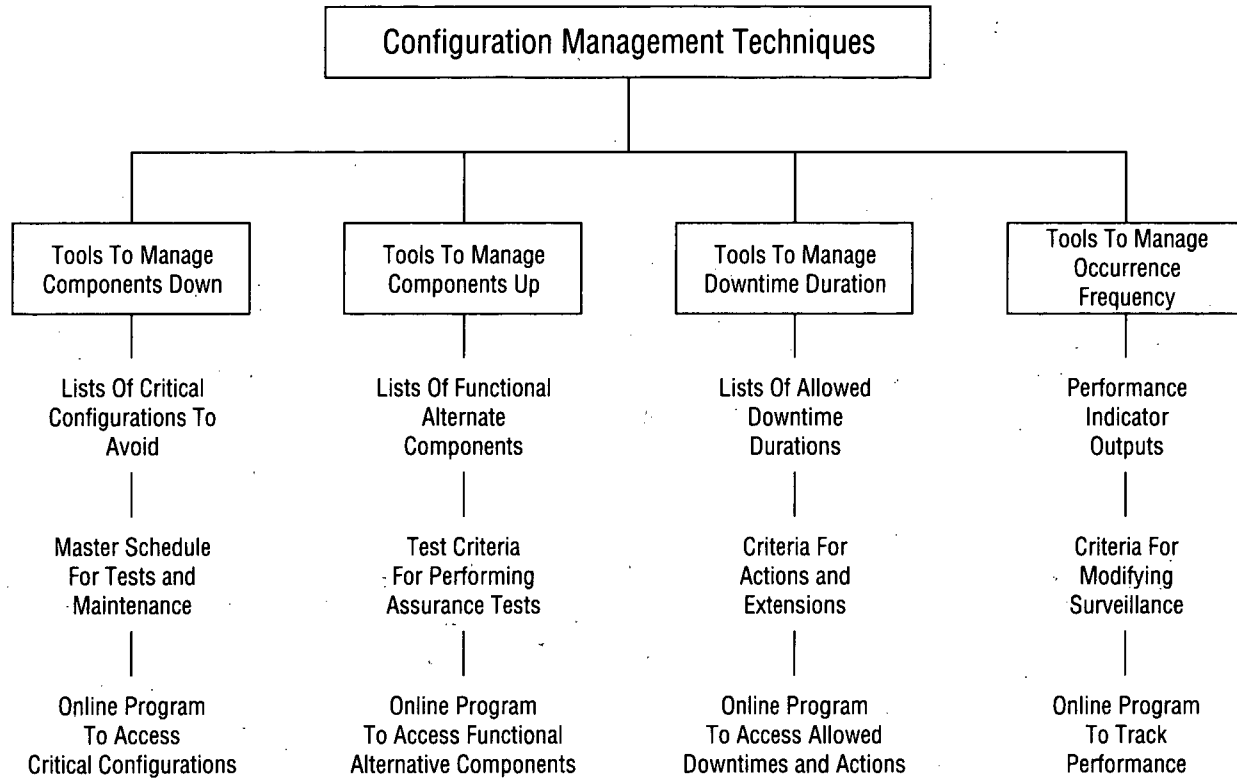 Configuration Management Techniques
Tools To Manage
Components Down
Lists Of Critical
Configurations To
Avoid
Master Schedule
For Tests and
Maintenance
Online Program
To Access
Critical Configurations
Tools To Manage
Components Up
Lists Of Functional
Alternate
Components
Test Criteria
For Performing
Assurance Tests
Online Program
To Access Functional
Alternative Components
Tools To Manage
Downtime Duration
Lists Of Allowed
Downtime
Durations
Criteria For
Actions and
Extensions
Online Program
To Access Allowed
Downtimes and Actions
Tools To Manage
Occurrence
Frequency
Performance
Indicator
Outputs
Criteria For
Modifying
Surveillance
Online Program
To Track
Performance